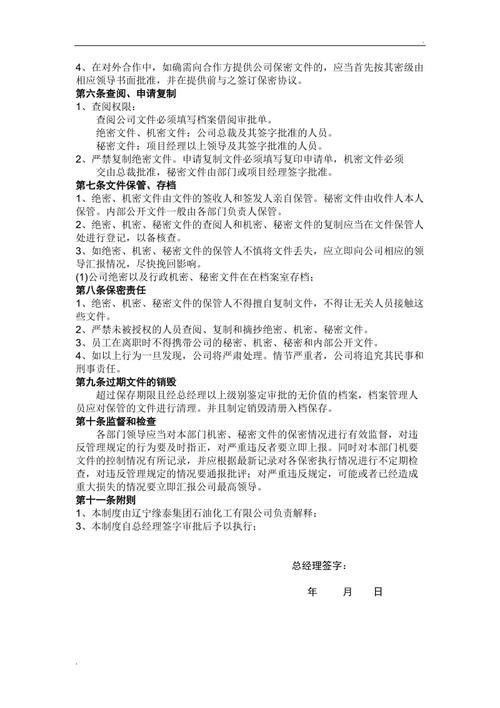 4、在对外合作中，如确需向合作方提供公司保密文件的，应当首先按其密级由
相应领导书面批准，并在提供前与之签订保密协议。
第六条查阅、申请复制
1、查阅权限：
查阅公司文件必须填写档案借阅审批单。
绝密文件、机密文件：公司总裁及其签字批准的人员。
秘密文件：项目经理以上领导及其签字批准的人员。
2、严禁复制绝密文件。申请复制文件必须填写复印申请单，机密文件必须
交由总裁批准，秘密文件由部门或项目经理签字批准。
第七条文件保管、存档
1、绝密、机密文件由文件的签收人和签发人亲自保管。秘密文件由收件人本人
保管。内部公开文件一般由各部门负责人保管。
2、绝密、机密、秘密文件的查阅人和机密、秘密文件的复制应当在文件保管人
处进行登记，以备核查。
3、如绝密、机密、秘密文件的保管人不慎将文件丢失，应立即向公司相应的领
导汇报情况，尽快挽回影响。
(1)公司绝密以及行政机密、秘密文件在在档案室存档；
第八条保密责任
1、绝密、机密、秘密文件的保管人不得擅自复制文件，不得让无关人员接触这
些文件。
2、严禁未被授权的人员查阅、复制和摘抄绝密、机密、秘密文件。
3、员工在离职时不得携带公司的秘密、机密、秘密和内部公开文件。
4、如以上行为一旦发现，公司将严肃处理。情节严重者，公司将追究其民事和
刑事责任。
第九条过期文件的销毁
超过保存期限且经总经理以上级别鉴定审批的无价值的档案，档案管理人
员应对保管的文件进行清理。并且制定销毁清册入档保存。
第十条监督和检查
各部门领导应当对本部门机密、秘密文件的保密情况进行有效监督，对违
反管理规定的行为要及时指正，对严重违反者要立即上报。同时对本部门机要
文件的控制情况有所记录，并应根据最新记录对各保密执行情况进行不定期检
查，对违反管理规定的情况要通报批评；对严重违反规定，可能或者已经造成
重大损失的情况要立即汇报公司最高领导。
第十一条附则
1、本制度由辽宁缘泰集团石油化工有限公司负责解释；
3、本制度自总经理签字审批后予以执行；
总经理签字：
年 月 日